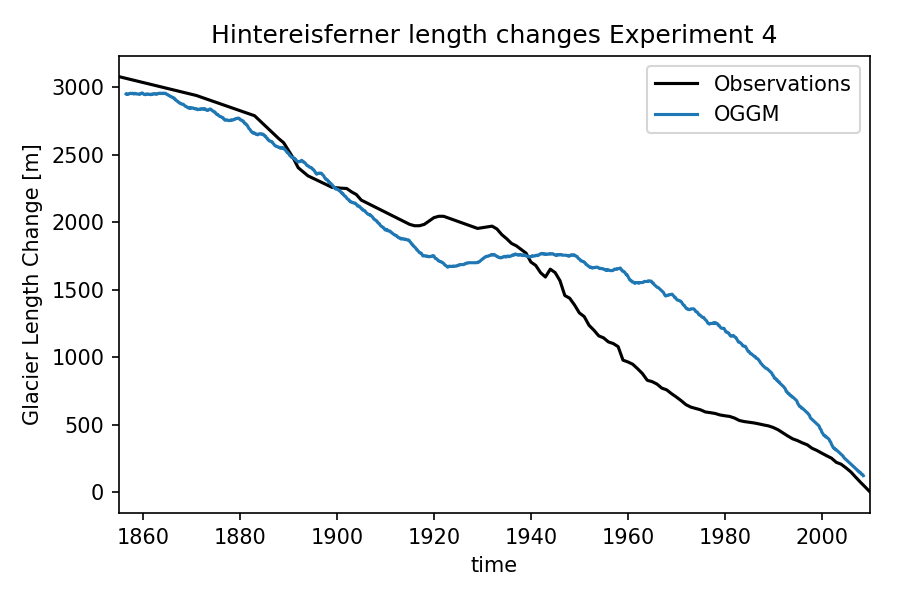 Hintereisferner length changes Experiment 4
Observations
OGGM
Glacier Length Change [m]
3000
2500
2000
1500
1000
500
0
1860 1880 1900 1920 1940 1960 1980 2000
time